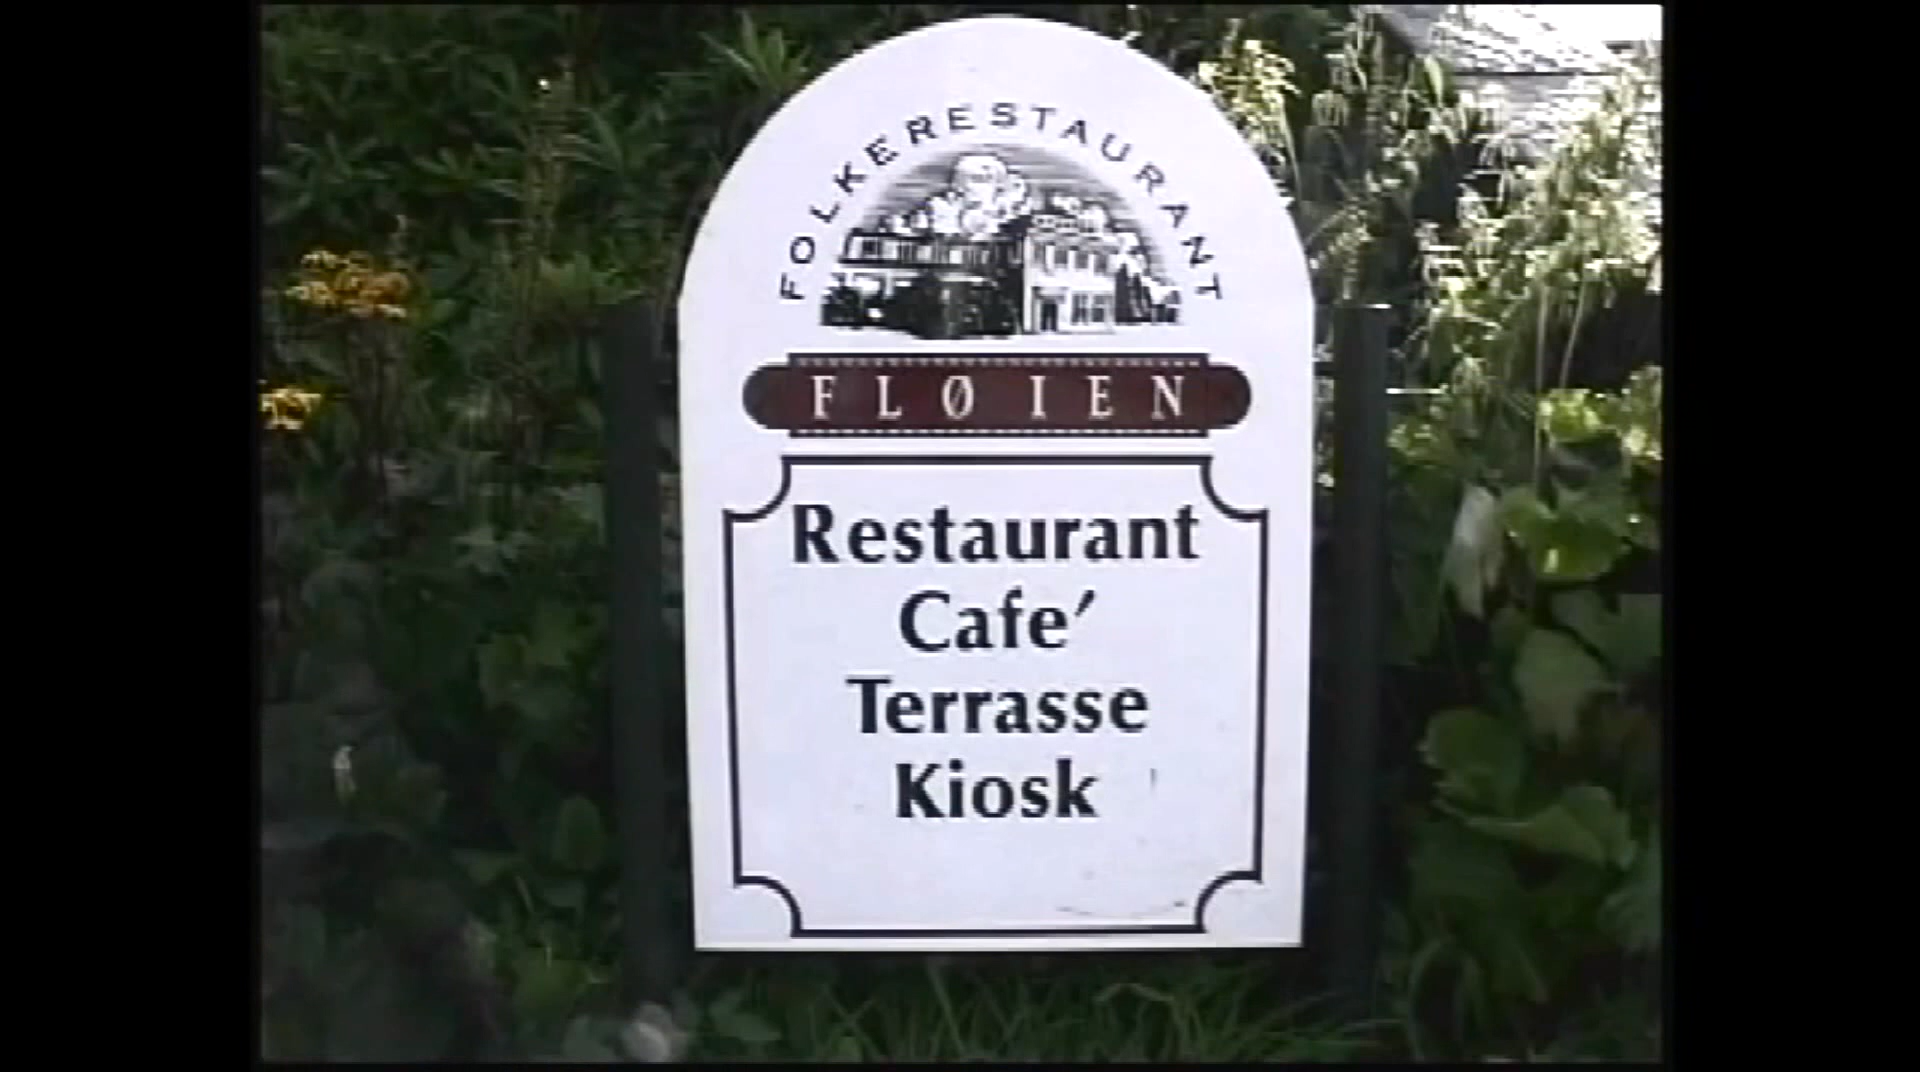 FOLKERESTAURANT
FLØIEN
Restaurant
Cafe'
Terrasse
Kiosk